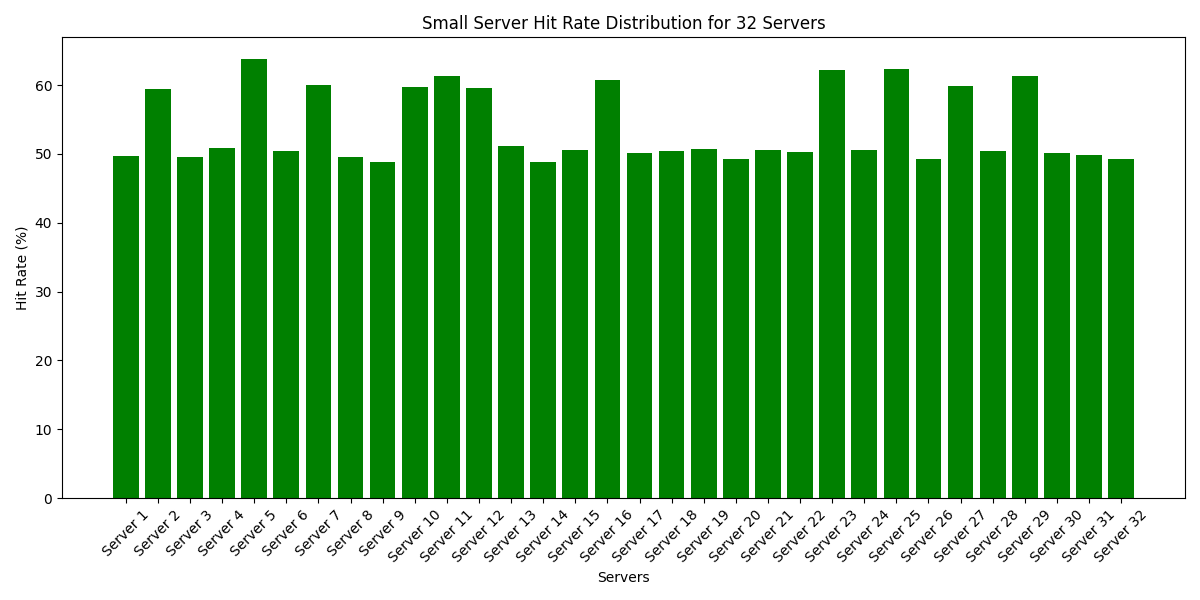 Small Server Hit Rate Distribution for 32 Servers
Hit Rate (%)
60
50
40
30
20
10
0
Server 1
Server 2
Server 3
Server 4
Server 5
Server 6
Server 7
Server 8
Server 9
Server 10
Server 11
Server 12
Server 13
Server 14
Server 15
Server 16
Server 17
Server 18
Server 19
Server 20
Server 21
Server 22
Server 23
Server 24
Server 25
Server 26
Server 27
Server 28
Server 29
Server 30
Server 31
Server 32
Servers